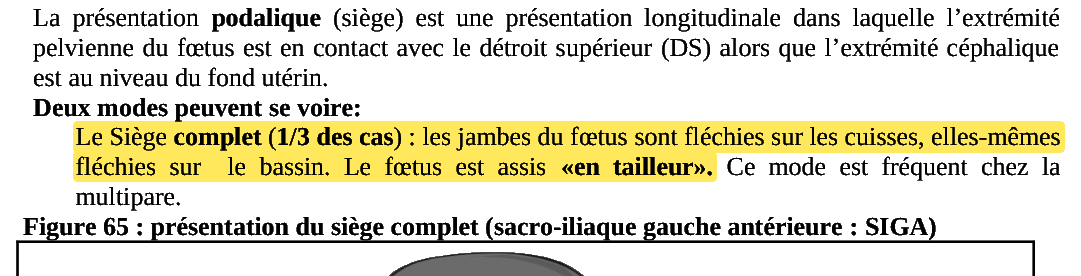 La présentation podalique (siège) est une présentation longitudinale dans laquelle l’extrémité
pelvienne du fœtus est en contact avec le détroit supérieur (DS) alors que l’extrémité céphalique
est au niveau du fond utérin.
Deux modes peuvent se voire:
Le Siège complet (1/3 des cas) : les jambes du fœtus sont fléchies sur les cuisses, elles-mêmes
fléchies sur le bassin. Le fœtus est assis «en tailleur». Ce mode est fréquent chez la
multipare.
Figure 65 : présentation du siège complet (sacro-iliaque gauche antérieure : SIGA)